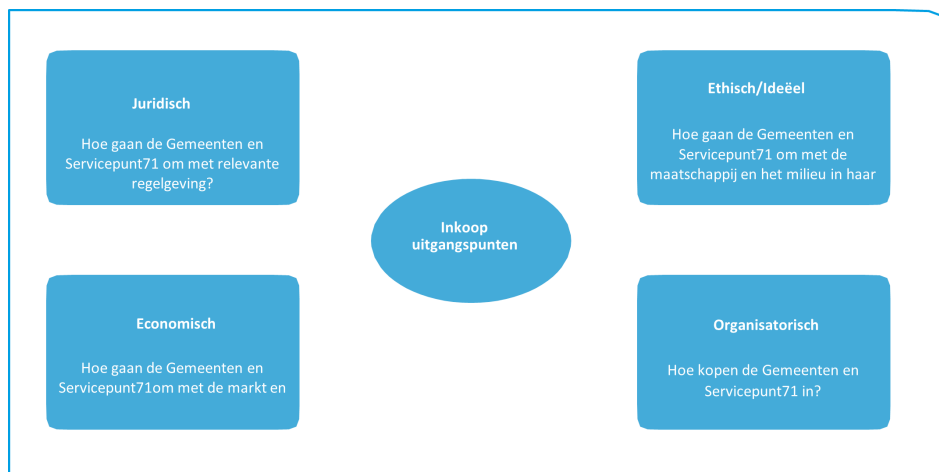 Juridisch
Hoe gaan de Gemeenten en
Servicepunt71 om met relevante
regelgeving?
Ethisch/Ideëel
Hoe gaan de Gemeenten en
Servicepunt71 om met de
maatschappij en het milieu in haar
Inkoop
uitgangspunten
Economisch
Hoe gaan de Gemeenten en
Servicepunt71om met de markt en
Organisatorisch
Hoe kopen de Gemeenten en
Servicepunt71 in?